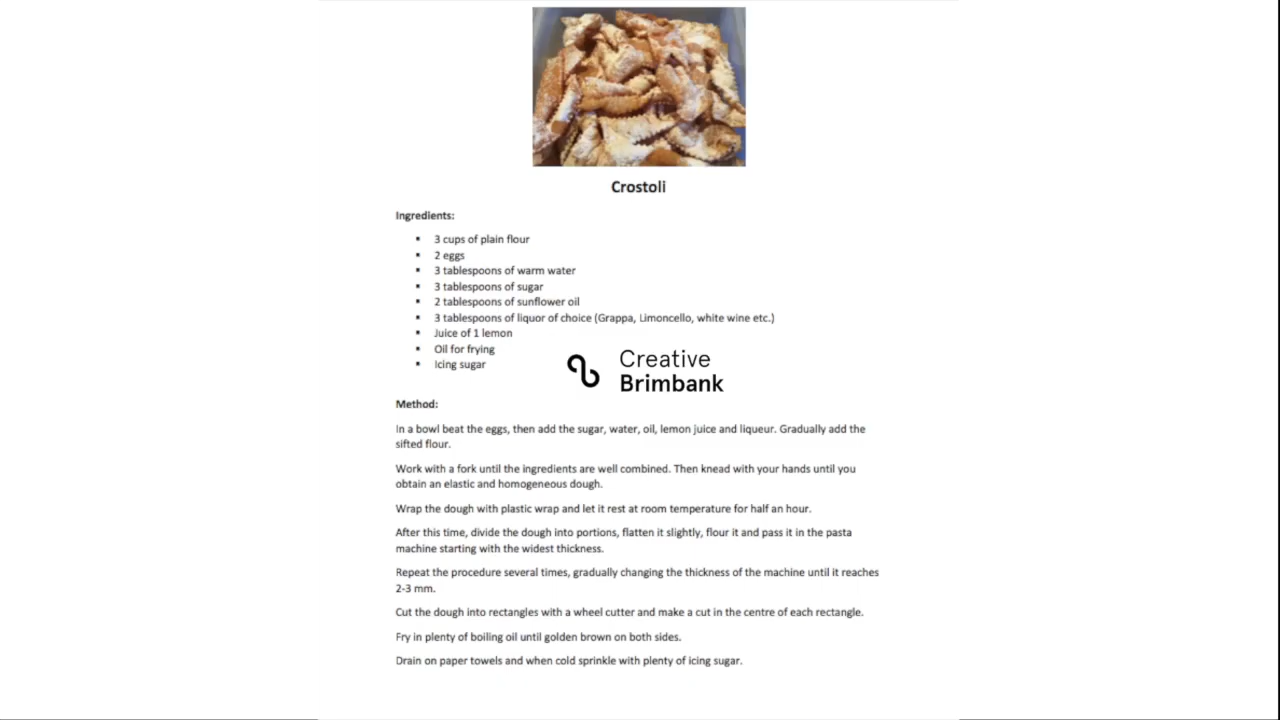 Crostoli
Ingredients:
▪ 3 cups of plain flour
▪ 2 eggs
▪ 3 tablespoons of warm water
▪ 3 tablespoons of sugar
▪ 2 tablespoons of sunflower oil
▪ 3 tablespoons of liquor of choice (Grappa, Limoncello, white wine etc.)
▪ Juice of 1 lemon
▪ Oil for frying
▪ Icing sugar
Creative
Brimbank
Method:
In a bowl beat the eggs, then add the sugar, water, oil, lemon juice and liqueur. Gradually add the
sifted flour.
Work with a fork until the ingredients are well combined. Then knead with your hands until you
obtain an elastic and homogeneous dough.
Wrap the dough with plastic wrap and let it rest at room temperature for half an hour.
After this time, divide the dough into portions, flatten it slightly, flour it and pass it in the pasta
machine starting with the widest thickness.
Repeat the procedure several times, gradually changing the thickness of the machine until it reaches
2-3 mm.
Cut the dough into rectangles with a wheel cutter and make a cut in the centre of each rectangle.
Fry in plenty of boiling oil until golden brown on both sides.
Drain on paper towels and when cold sprinkle with plenty of icing sugar.